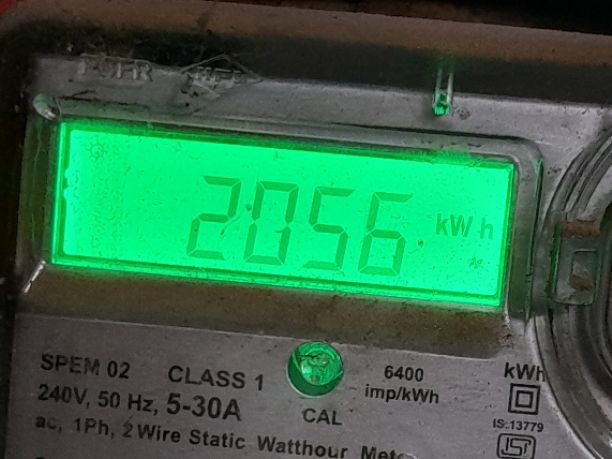 2056 kWh
SPEM 02 CLASS 1 6400 kWh
240V, 50 Hz, 5-30A imp/kWh
CAL
ac, 1Ph, 2 Wire Static Watthour
IS:13779
ISI